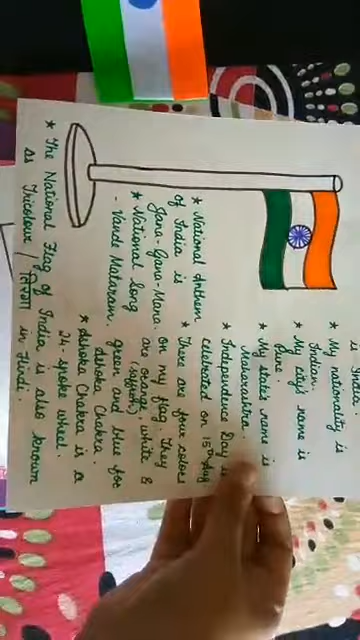 is India.
* My nationality is
Indian.
* My city's name is
Pune.
* My state's name is
Maharashtra.
* Independence Day is
celebrated on 15th Aug
* There are four colors
on my flag. They
are orange, white &
(saffron)
green and blue for
Ashoka Chakra.
* Ashoka Chakra is a
24-spoke wheel.
* National Anthem
of India is
Jana-Gana-Mana.
* National Song
- Vande Mataram.
* The National Flag of India is also known
as Tricolour / तिरंगा in Hindi.